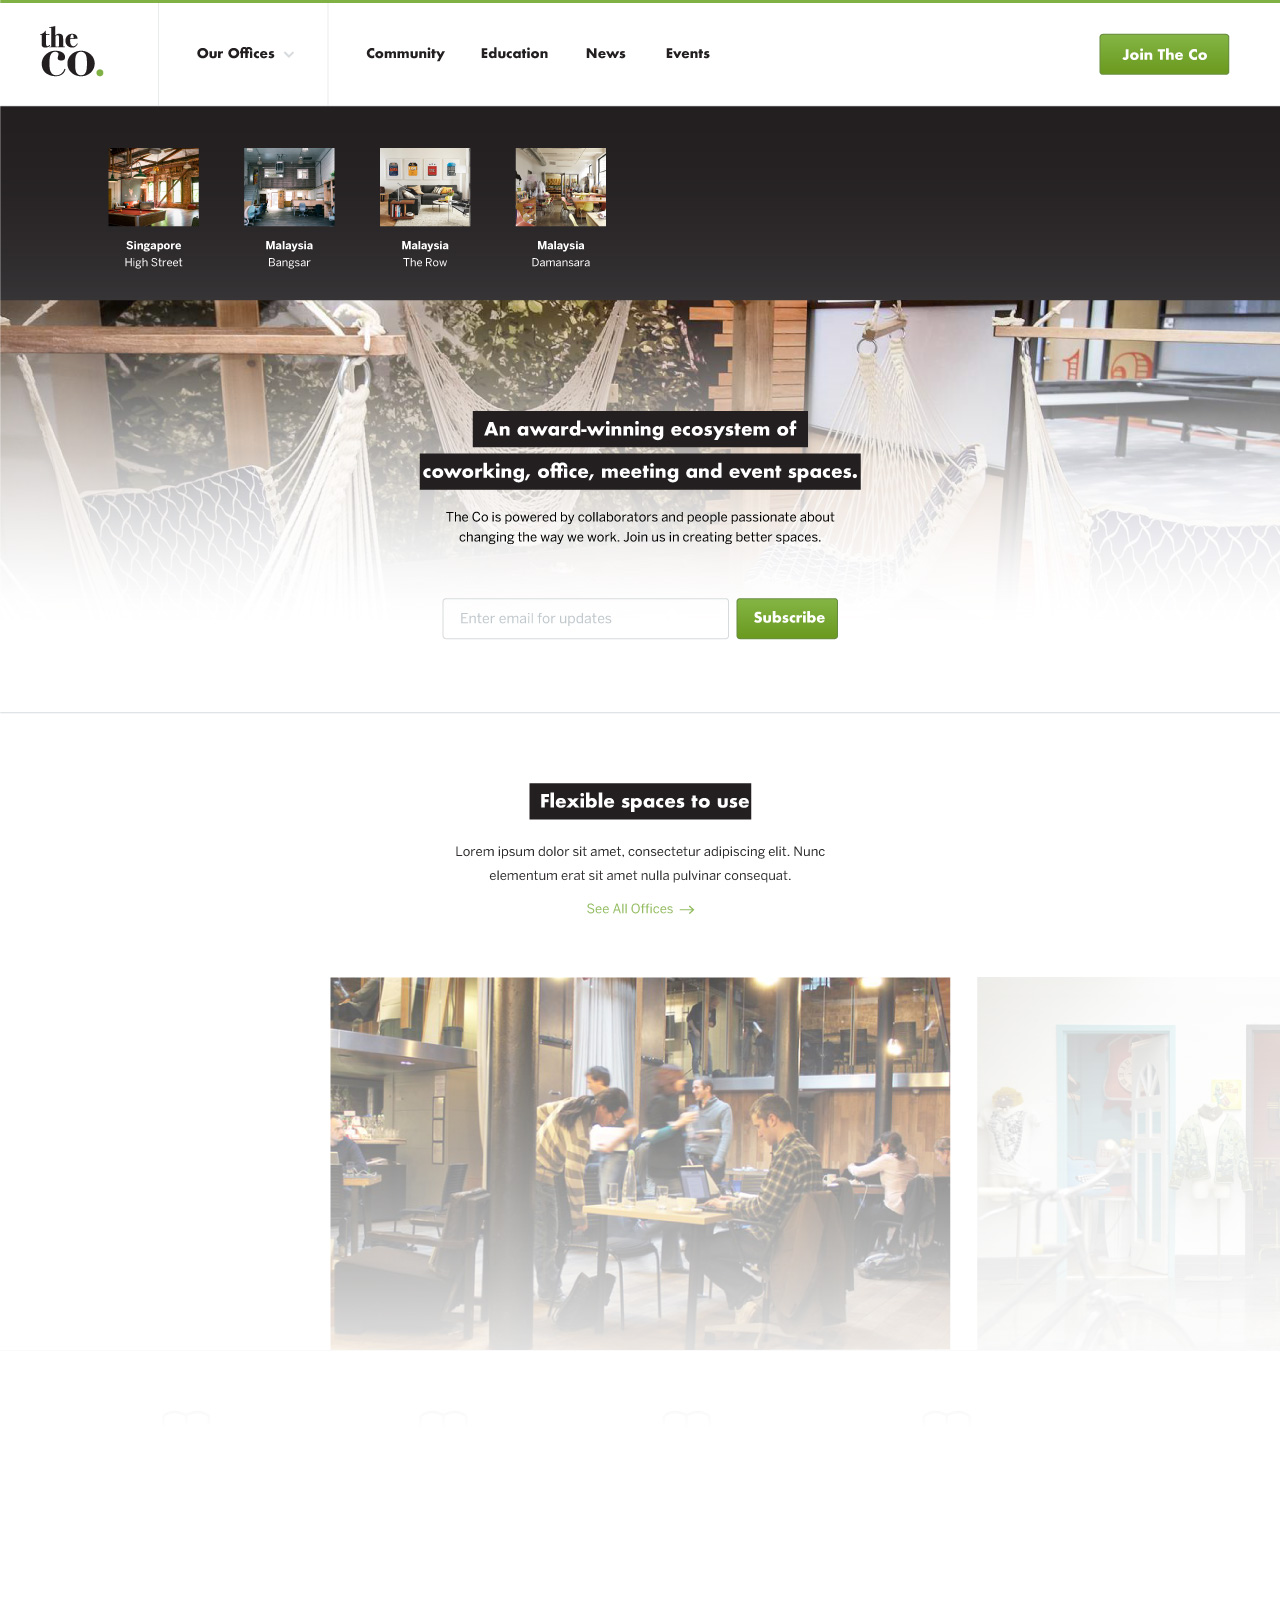 the
CO.
Our Offices
Community
Education
News
Events
Join The Co
Singapore
High Street
Malaysia
Bangsar
Malaysia
The Row
Malaysia
Damansara
An award-winning ecosystem of
coworking, office, meeting and event spaces.
The Co is powered by collaborators and people passionate about
changing the way we work. Join us in creating better spaces.
Enter email for updates
Subscribe
Flexible spaces to use
Lorem ipsum dolor sit amet, consectetur adipiscing elit. Nunc
elementum erat sit amet nulla pulvinar consequat.
See All Offices →